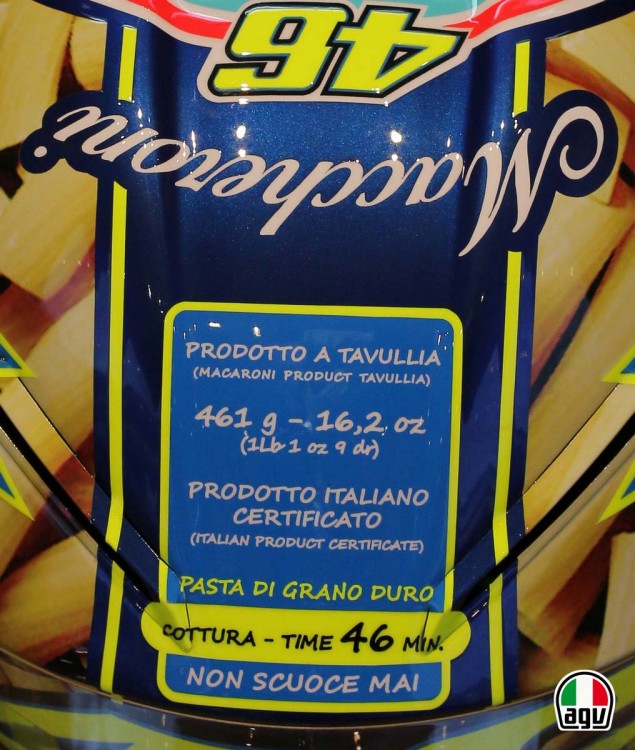 46
Maccheroni
PRODOTTO A TAVULLIA
(MACARONI PRODUCT TAVULLIA)
461 g - 16,2 oz
(1Lb 1 oz 9 dr)
PRODOTTO ITALIANO
CERTIFICATO
(ITALIAN PRODUCT CERTIFICATE)
PASTA DI GRANO DURO
COTTURA - TIME 46 MIN.
NON SCUOCE MAI
agv